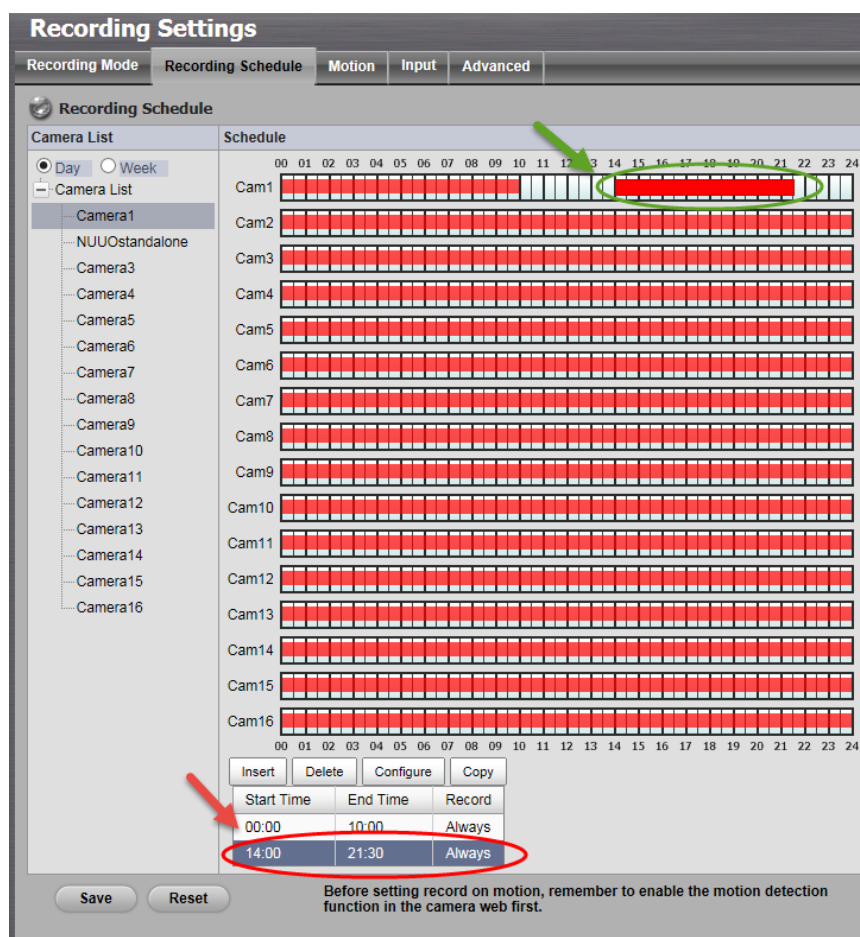 Recording Settings
Recording Mode Recording Schedule Motion Input Advanced
Recording Schedule
Camera List Schedule
Day Week
Camera List
Camera1
NUUOstandalone
Camera3
Camera4
Camera5
Camera6
Camera7
Camera8
Camera9
Camera10
Camera11
Camera12
Camera13
Camera14
Camera15
Camera16
00 01 02 03 04 05 06 07 08 09 10 11 12 13 14 15 16 17 18 19 20 21 22 23 24
Cam1
Cam2
Cam3
Cam4
Cam5
Cam6
Cam7
Cam8
Cam9
Cam10
Cam11
Cam12
Cam13
Cam14
Cam15
Cam16
00 01 02 03 04 05 06 07 08 09 10 11 12 13 14 15 16 17 18 19 20 21 22 23 24
Insert Delete Configure Copy
Start Time End Time Record
00:00 10:00 Always
14:00 21:30 Always
Save Reset
Before setting record on motion, remember to enable the motion detection
function in the camera web first.